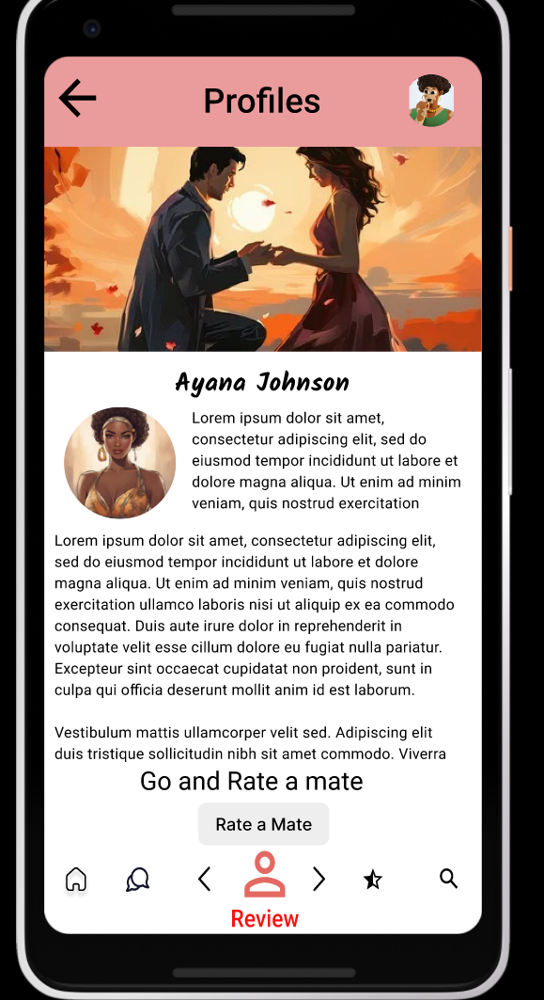 Profiles
Ayana Johnson
Lorem ipsum dolor sit amet,
consectetur adipiscing elit, sed do
eiusmod tempor incididunt ut labore et
dolore magna aliqua. Ut enim ad minim
veniam, quis nostrud exercitation
Lorem ipsum dolor sit amet, consectetur adipiscing elit,
sed do eiusmod tempor incididunt ut labore et dolore
magna aliqua. Ut enim ad minim veniam, quis nostrud
exercitation ullamco laboris nisi ut aliquip ex ea commodo
consequat. Duis aute irure dolor in reprehenderit in
voluptate velit esse cillum dolore eu fugiat nulla pariatur.
Excepteur sint occaecat cupidatat non proident, sunt in
culpa qui officia deserunt mollit anim id est laborum.
Vestibulum mattis ullamcorper velit sed. Adipiscing elit
duis tristique sollicitudin nibh sit amet commodo. Viverra
Go and Rate a mate
Rate a Mate
Review